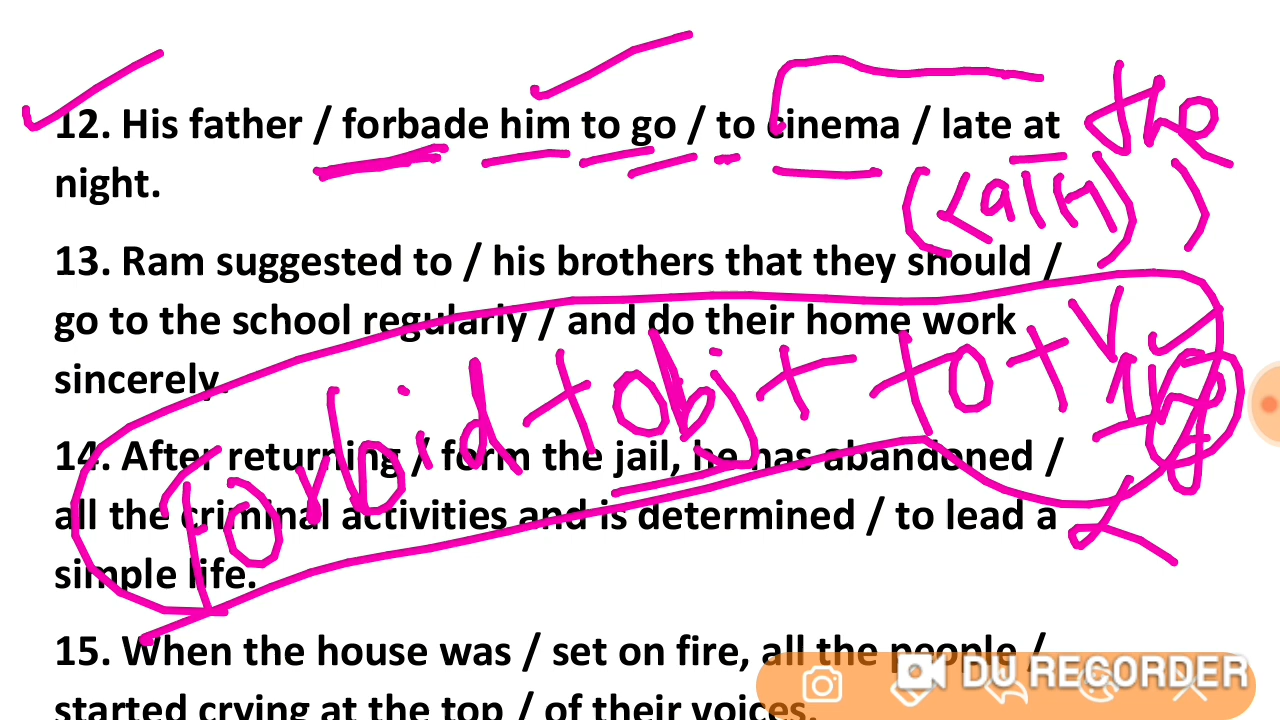 12. His father / forbade him to go / to cinema / late at the
night.
(स्थान)
13. Ram suggested to / his brothers that they should /
go to the school regularly / and do their home work
sincerely.
Forbid + obj + to + V
14. After returning / form the jail, he has abandoned /
all the criminal activities and is determined / to lead a
simple life.
15. When the house was / set on fire, all the people /
started crying at the top / of their voices.
DU RECORDER